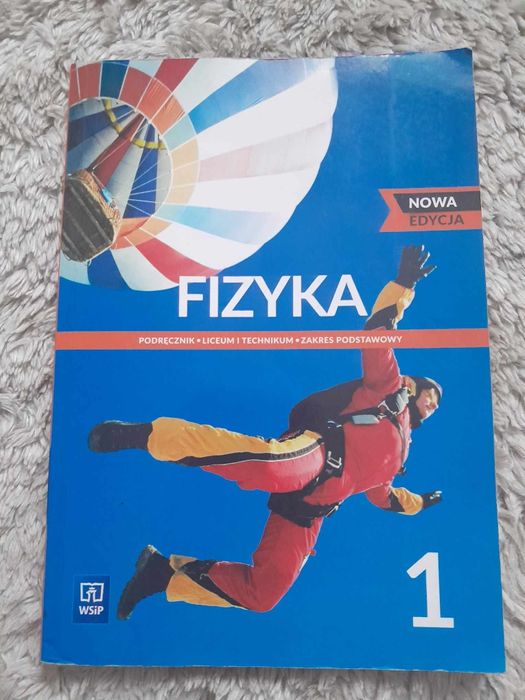 NOWA
EDYCJA
FIZYKA
PODRĘCZNIK • LICEUM I TECHNIKUM • ZAKRES PODSTAWOWY
WSiP
1